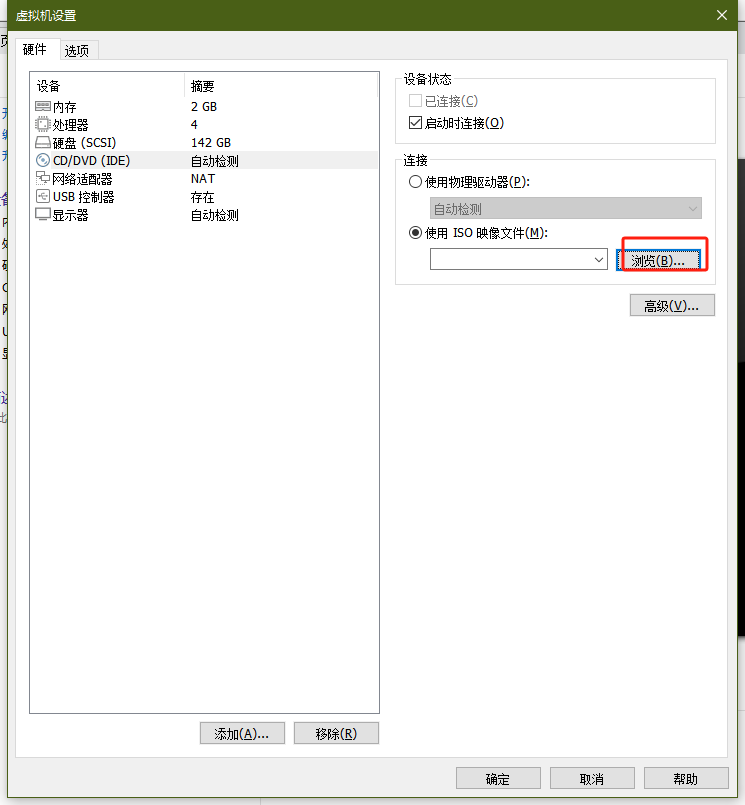 虚拟机设置
硬件 选项
设备 摘要
内存 2 GB
处理器 4
硬盘 (SCSI) 142 GB
CD/DVD (IDE) 自动检测
网络适配器 NAT
USB 控制器 存在
显示器 自动检测
添加(A)... 移除(R)
设备状态
已连接(C)
启动时连接(O)
连接
使用物理驱动器(P):
自动检测
使用 ISO 映像文件(M):
浏览(B)...
高级(V)...
确定 取消 帮助